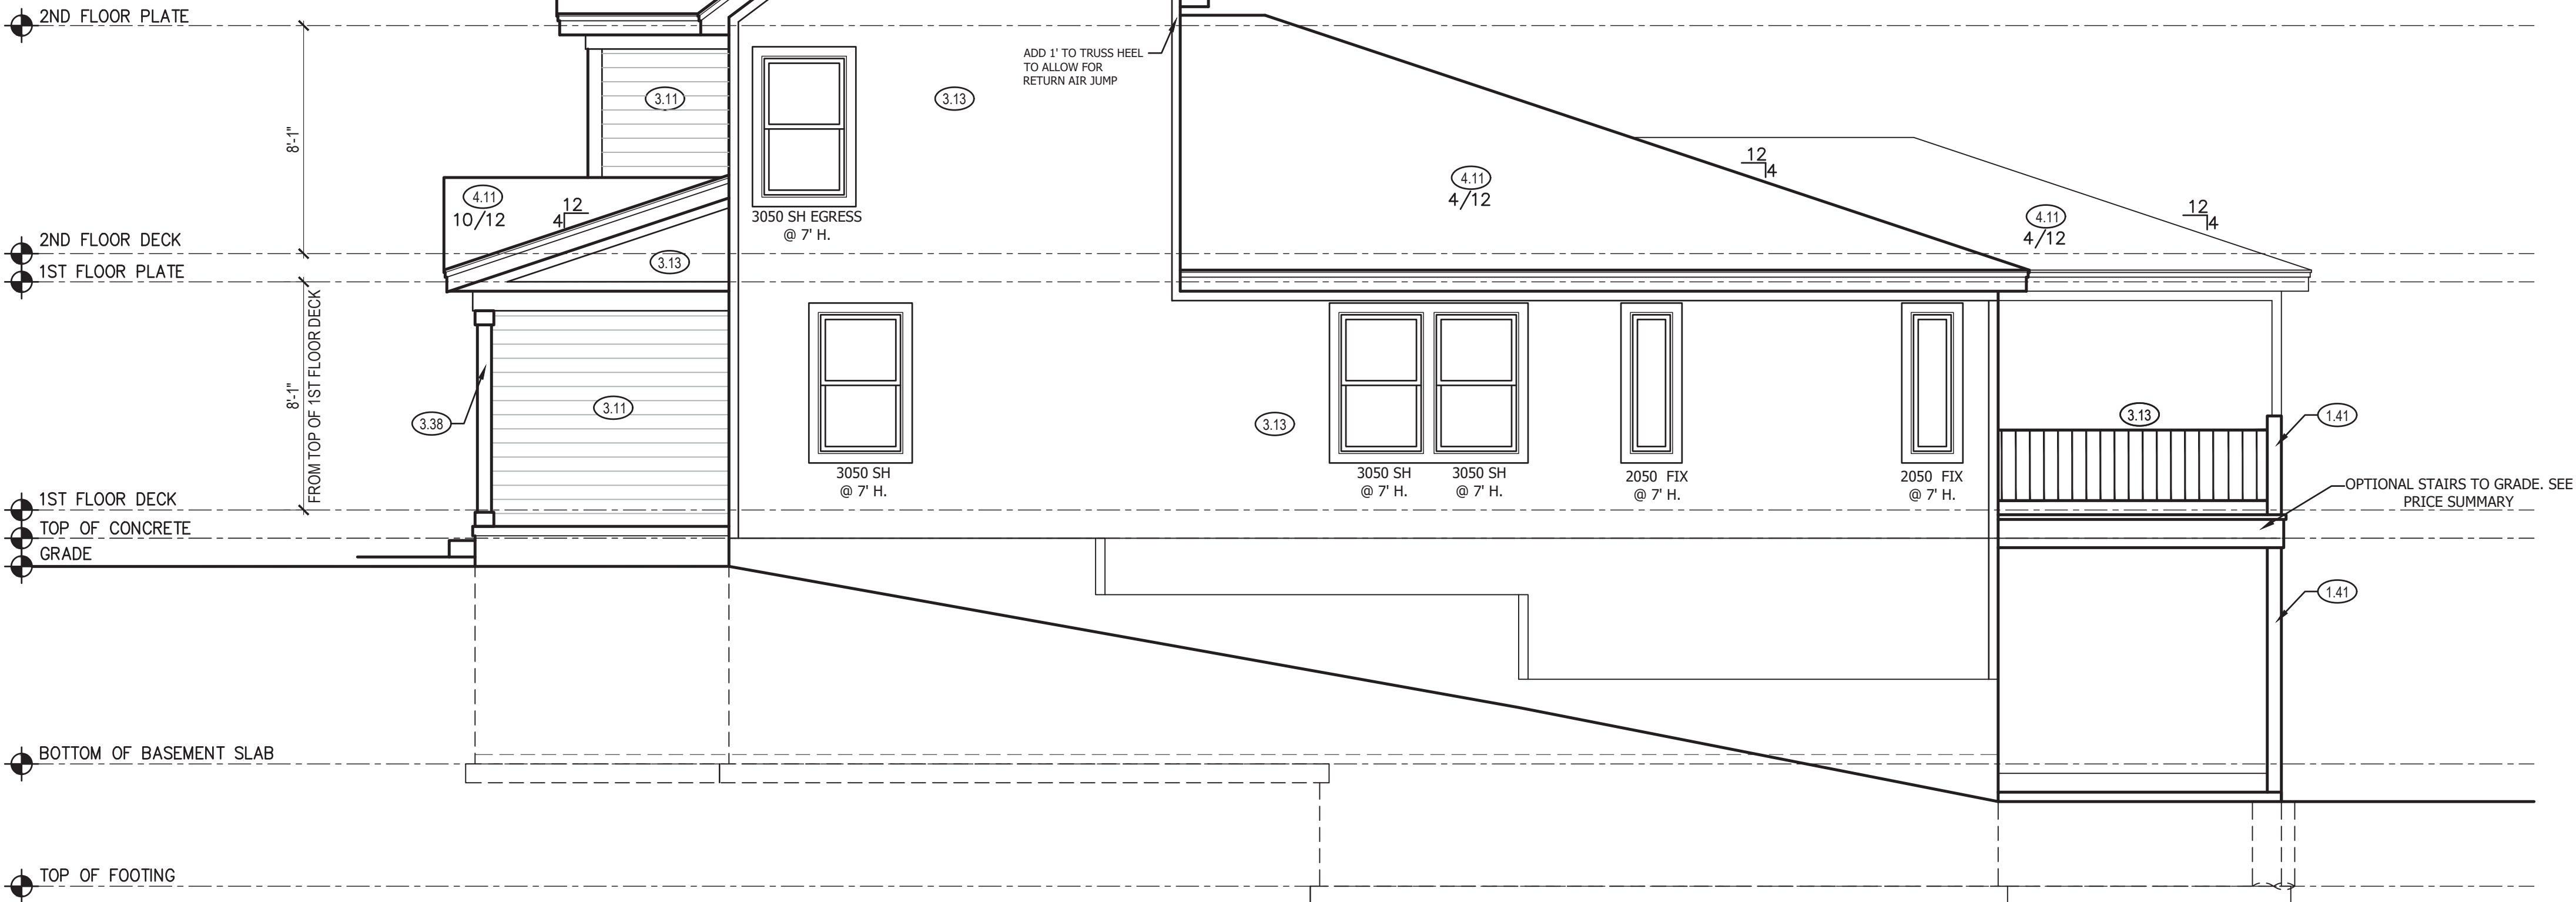 2ND FLOOR PLATE
ADD 1' TO TRUSS HEEL
TO ALLOW FOR
RETURN AIR JUMP
3.11
3.13
8'-1"
12
4
4.11
4/12
4.11
10/12
12
4
3050 SH EGRESS
@ 7' H.
12
4
4.11
4/12
2ND FLOOR DECK
3.13
1ST FLOOR PLATE
8'-1"
FROM TOP OF 1ST FLOOR DECK
3.11
3.38
3.13
3.13
1.41
3050 SH
@ 7' H.
3050 SH
@ 7' H.
3050 SH
@ 7' H.
2050 FIX
@ 7' H.
2050 FIX
@ 7' H.
OPTIONAL STAIRS TO GRADE. SEE
PRICE SUMMARY
1ST FLOOR DECK
TOP OF CONCRETE
GRADE
1.41
BOTTOM OF BASEMENT SLAB
TOP OF FOOTING